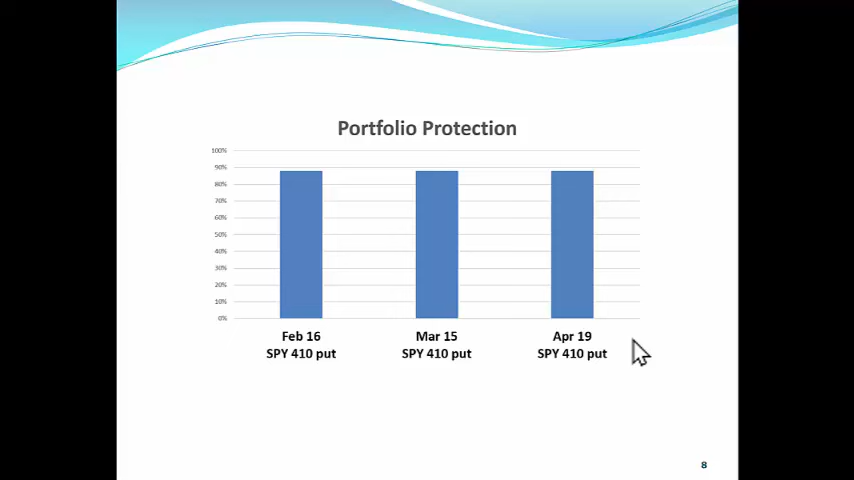 Portfolio Protection
100%
90%
80%
70%
60%
50%
40%
30%
20%
10%
0%
Feb 16
SPY 410 put
Mar 15
SPY 410 put
Apr 19
SPY 410 put
8